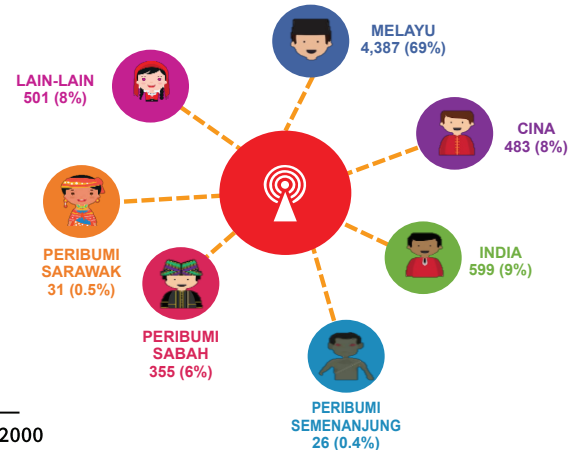 MELAYU
4,387 (69%)
LAIN-LAIN
501 (8%)
CINA
483 (8%)
INDIA
599 (9%)
PERIBUMI
SARAWAK
31 (0.5%)
PERIBUMI
SABAH
355 (6%)
PERIBUMI
SEMENANJUNG
26 (0.4%)
2000